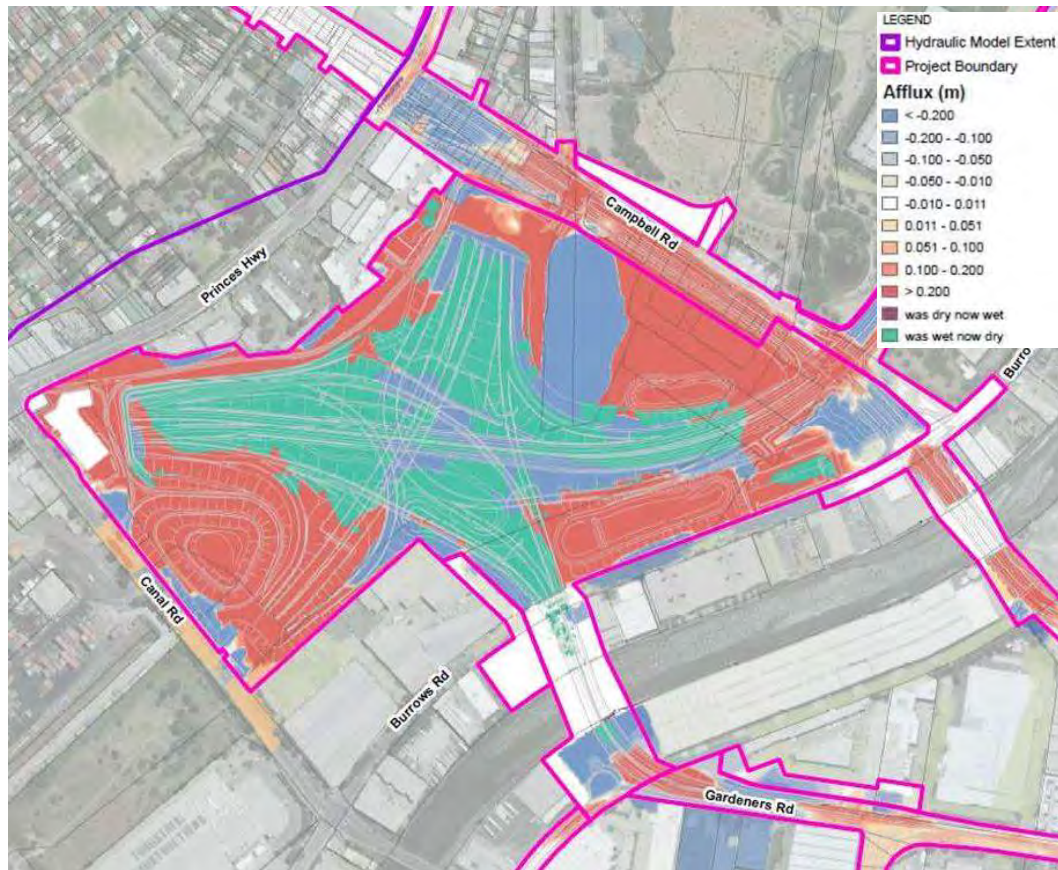 LEGEND
Hydraulic Model Extent
Project Boundary
Afflux (m)
< -0.200
-0.200 - -0.100
-0.100 - -0.050
-0.050 - -0.010
-0.010 - 0.011
0.011 - 0.051
0.051 - 0.100
0.100 - 0.200
> 0.200
was dry now wet
was wet now dry
Campbell Rd
Princes Hwy
Canal Rd
Burrows Rd
Gardeners Rd